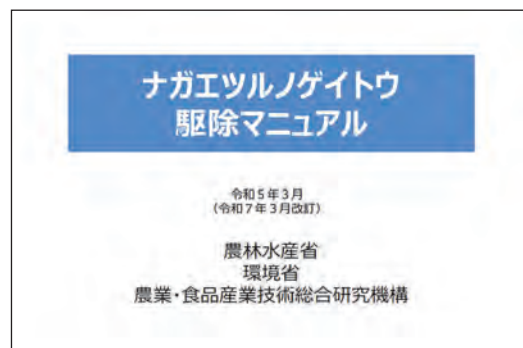 ナガエツルノゲイトウ
駆除マニュアル
令和5年3月
（令和7年3月改訂）
農林水産省
環境省
農業・食品産業技術総合研究機構